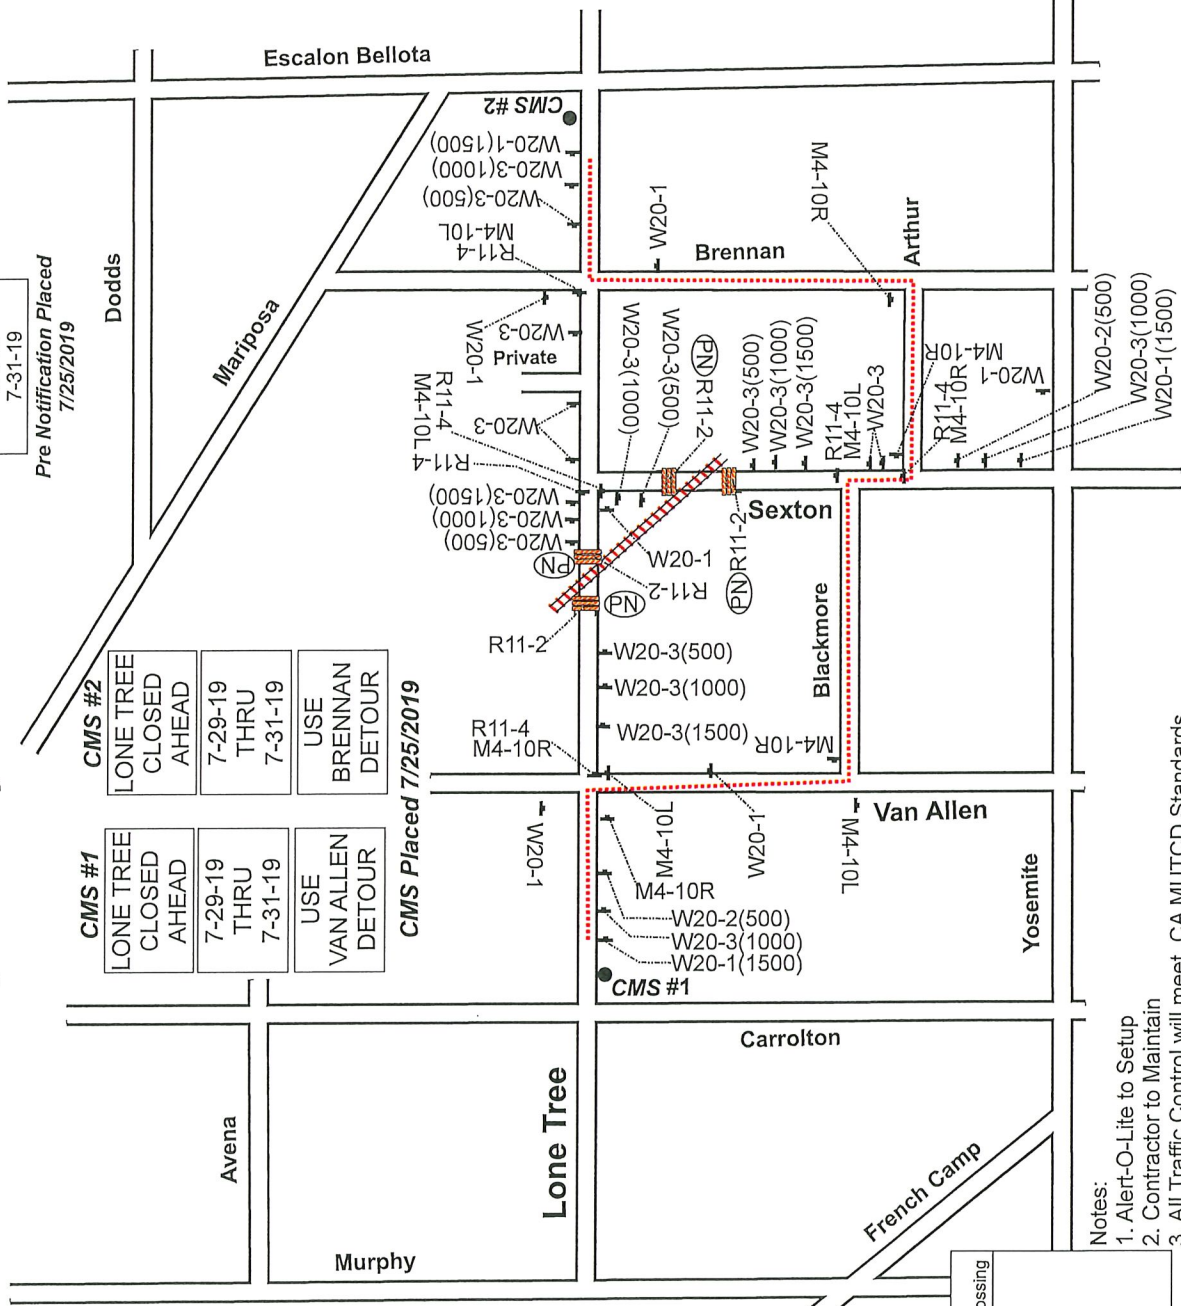 7-31-19
Pre Notification Placed
7/25/2019
CMS #2
LONE TREE
CLOSED
AHEAD
7-29-19
THRU
7-31-19
USE
BRENNAN
DETOUR
CMS #1
LONE TREE
CLOSED
AHEAD
7-29-19
THRU
7-31-19
USE
VAN ALLEN
DETOUR
CMS Placed 7/25/2019
Escalon Bellota
Dodds
Mariposa
CMS #2
W20-1(1500)
W20-3(1000)
W20-3(500)
M4-10L
R11-4
W20-1
W20-3
Private
W20-1
Brennan
M4-10R
Arthur
W20-3
R11-4
M4-10L
R11-4
W20-3(1500)
W20-3(1000)
W20-3(500)
PN
PN
W20-3(1000)
W20-3(500)
PN R11-2
W20-3(500)
W20-3(1000)
W20-3(1500)
R11-4
M4-10L
W20-3
M4-10R
R11-4
M4-10R
W20-1
W20-2(500)
W20-3(1000)
W20-1(1500)
Sexton
W20-1
R11-2
PN R11-2
R11-2
W20-3(500)
W20-3(1000)
W20-3(1500)
Blackmore
M4-10R
R11-4
M4-10R
W20-1
M4-10L
W20-1
M4-10L
Van Allen
M4-10R
W20-2(500)
W20-3(1000)
W20-1(1500)
CMS #1
Yosemite
Carrolton
Avena
Lone Tree
Murphy
French Camp
Notes:
1. Alert-O-Lite to Setup
2. Contractor to Maintain
3. All Traffic Control will meet CA MUTCD Standards
ossing